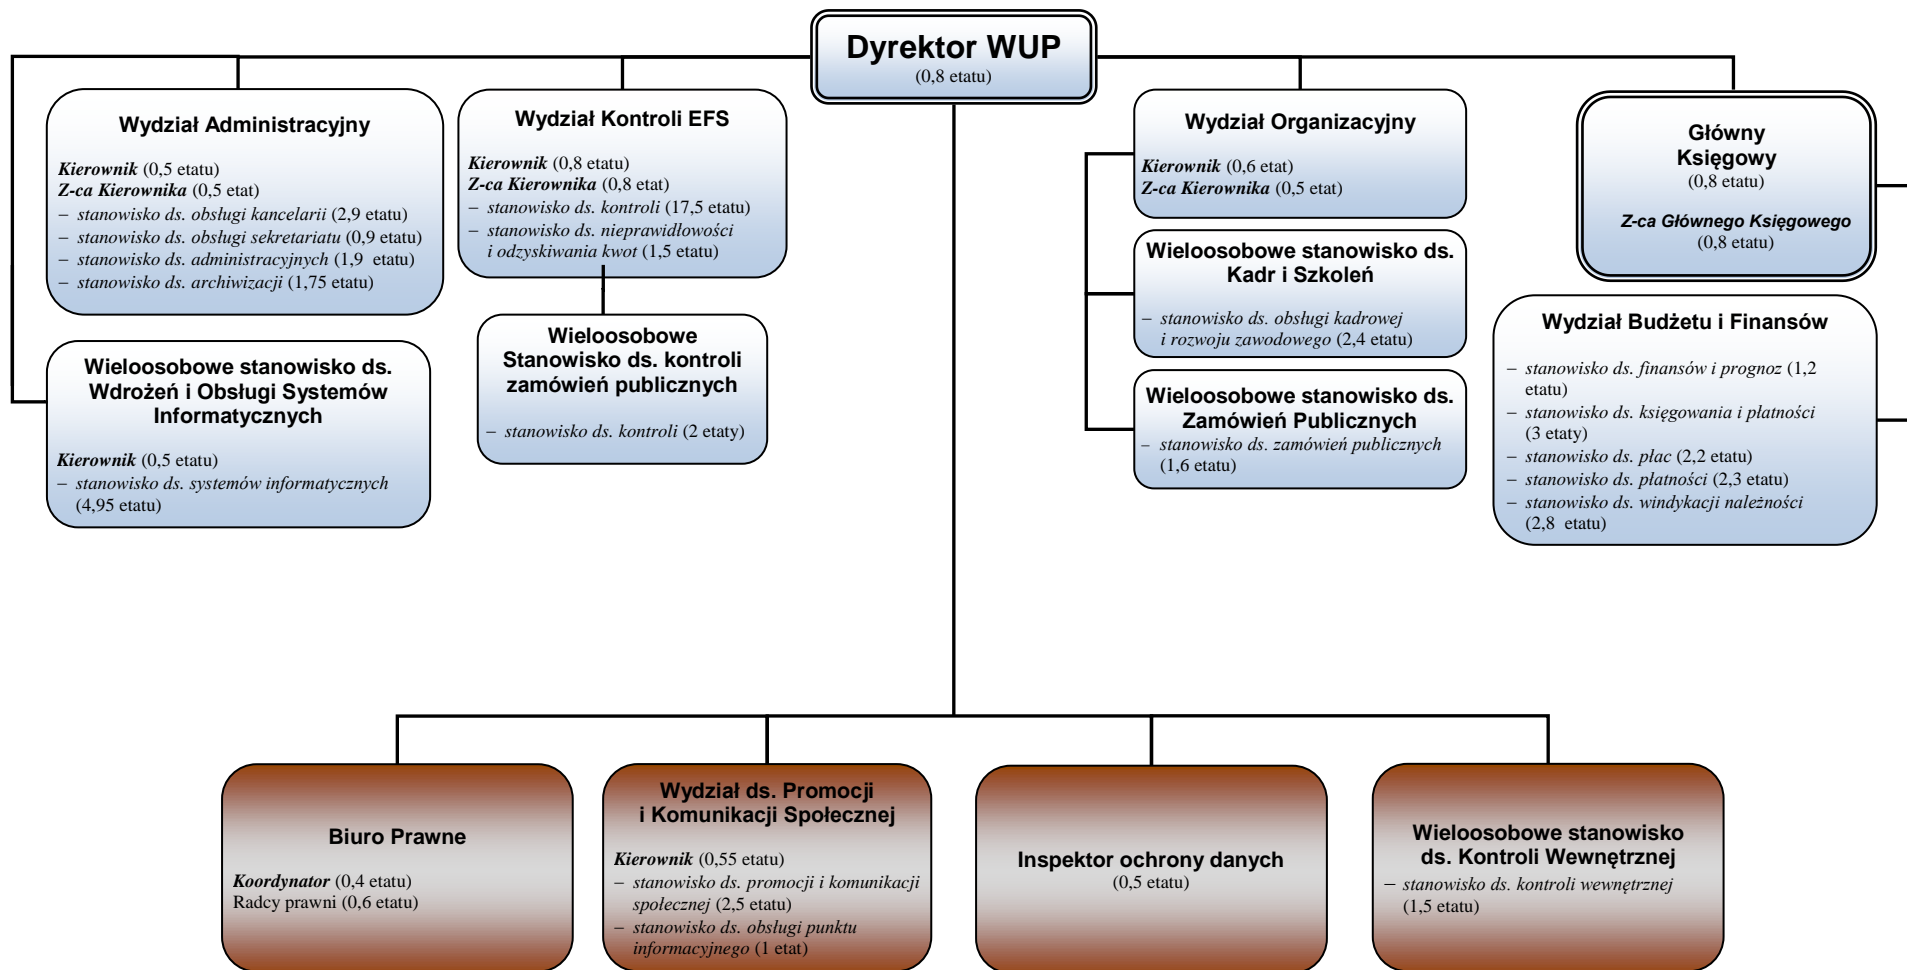 Dyrektor WUP
(0,8 etatu)
Wydział Administracyjny
Kierownik (0,5 etatu)
Z-ca Kierownika (0,5 etat)
– stanowisko ds. obsługi kancelarii (2,9 etatu)
– stanowisko ds. obsługi sekretariatu (0,9 etatu)
– stanowisko ds. administracyjnych (1,9 etatu)
– stanowisko ds. archiwizacji (1,75 etatu)
Wydział Kontroli EFS
Kierownik (0,8 etatu)
Z-ca Kierownika (0,8 etat)
– stanowisko ds. kontroli (17,5 etatu)
– stanowisko ds. nieprawidłowości
i odzyskiwania kwot (1,5 etatu)
Wydział Organizacyjny
Kierownik (0,6 etat)
Z-ca Kierownika (0,5 etat)
Główny
Księgowy
(0,8 etatu)
Z-ca Głównego Księgowego
(0,8 etatu)
Wieloosobowe stanowisko ds.
Wdrożeń i Obsługi Systemów
Informatycznych
Kierownik (0,5 etatu)
– stanowisko ds. systemów informatycznych
(4,95 etatu)
Wieloosobowe
Stanowisko ds. kontroli
zamówień publicznych
– stanowisko ds. kontroli (2 etaty)
Wieloosobowe stanowisko ds.
Kadr i Szkoleń
– stanowisko ds. obsługi kadrowej
i rozwoju zawodowego (2,4 etatu)
Wieloosobowe stanowisko ds.
Zamówień Publicznych
– stanowisko ds. zamówień publicznych
(1,6 etatu)
Wydział Budżetu i Finansów
– stanowisko ds. finansów i prognoz (1,2
etatu)
– stanowisko ds. księgowania i płatności
(3 etaty)
– stanowisko ds. płac (2,2 etatu)
– stanowisko ds. płatności (2,3 etatu)
– stanowisko ds. windykacji należności
(2,8 etatu)
Biuro Prawne
Koordynator (0,4 etatu)
Radcy prawni (0,6 etatu)
Wydział ds. Promocji
i Komunikacji Społecznej
Kierownik (0,55 etatu)
– stanowisko ds. promocji i komunikacji
społecznej (2,5 etatu)
– stanowisko ds. obsługi punktu
informacyjnego (1 etat)
Inspektor ochrony danych
(0,5 etatu)
Wieloosobowe stanowisko
ds. Kontroli Wewnętrznej
– stanowisko ds. kontroli wewnętrznej
(1,5 etatu)